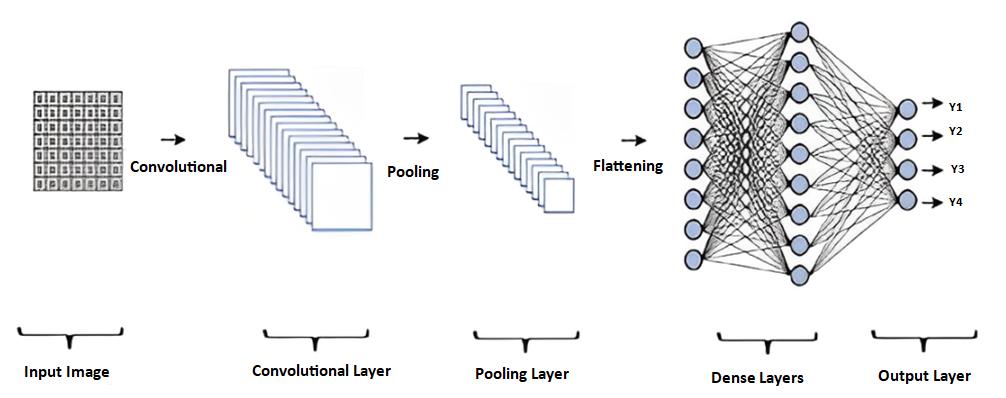 Convolutional
Pooling
Flattening
Y1
Y2
Y3
Y4
Input Image
Convolutional Layer
Pooling Layer
Dense Layers
Output Layer